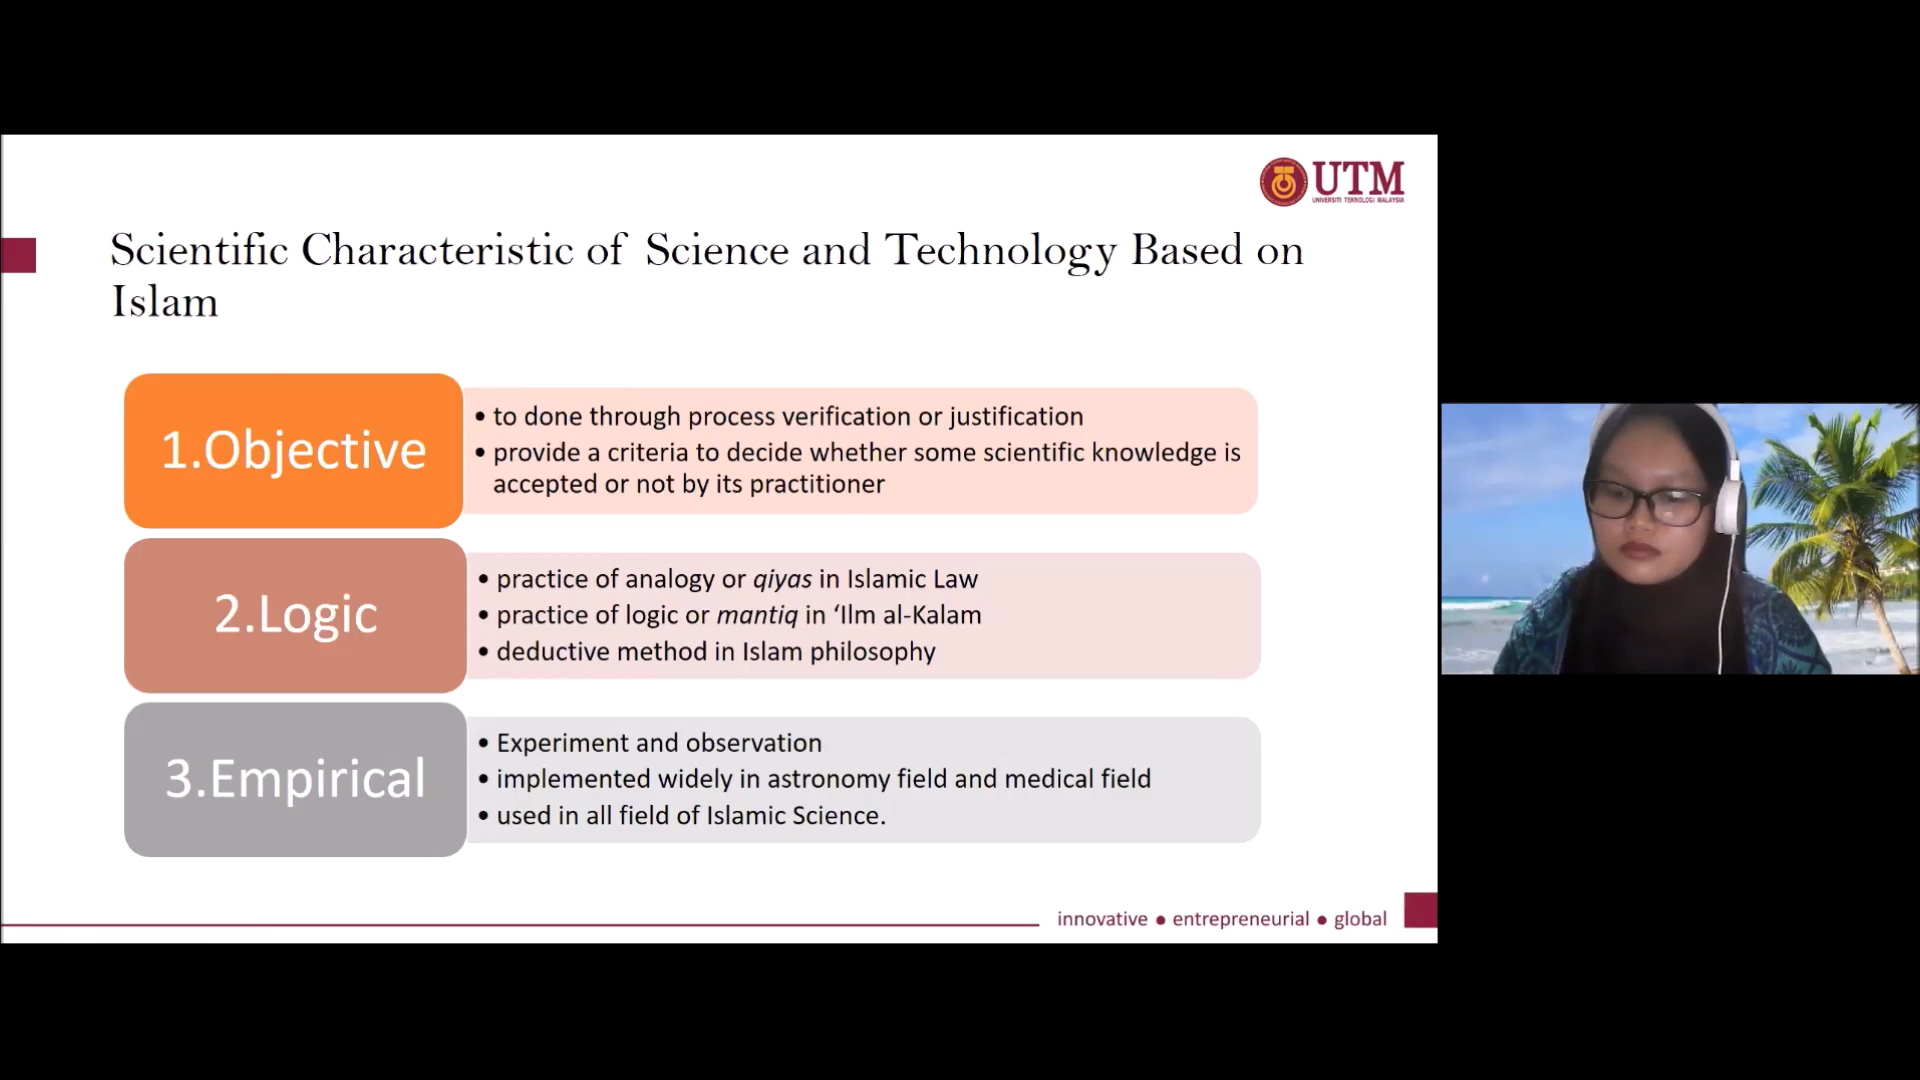 UTM
UNIVERSITI TEKNOLOGI MALAYSIA
Scientific Characteristic of Science and Technology Based on
Islam
1.Objective
• to done through process verification or justification
• provide a criteria to decide whether some scientific knowledge is
accepted or not by its practitioner
2.Logic
• practice of analogy or qiyas in Islamic Law
• practice of logic or mantiq in ‘Ilm al-Kalam
• deductive method in Islam philosophy
3.Empirical
• Experiment and observation
• implemented widely in astronomy field and medical field
• used in all field of Islamic Science.
innovative ● entrepreneurial ● global